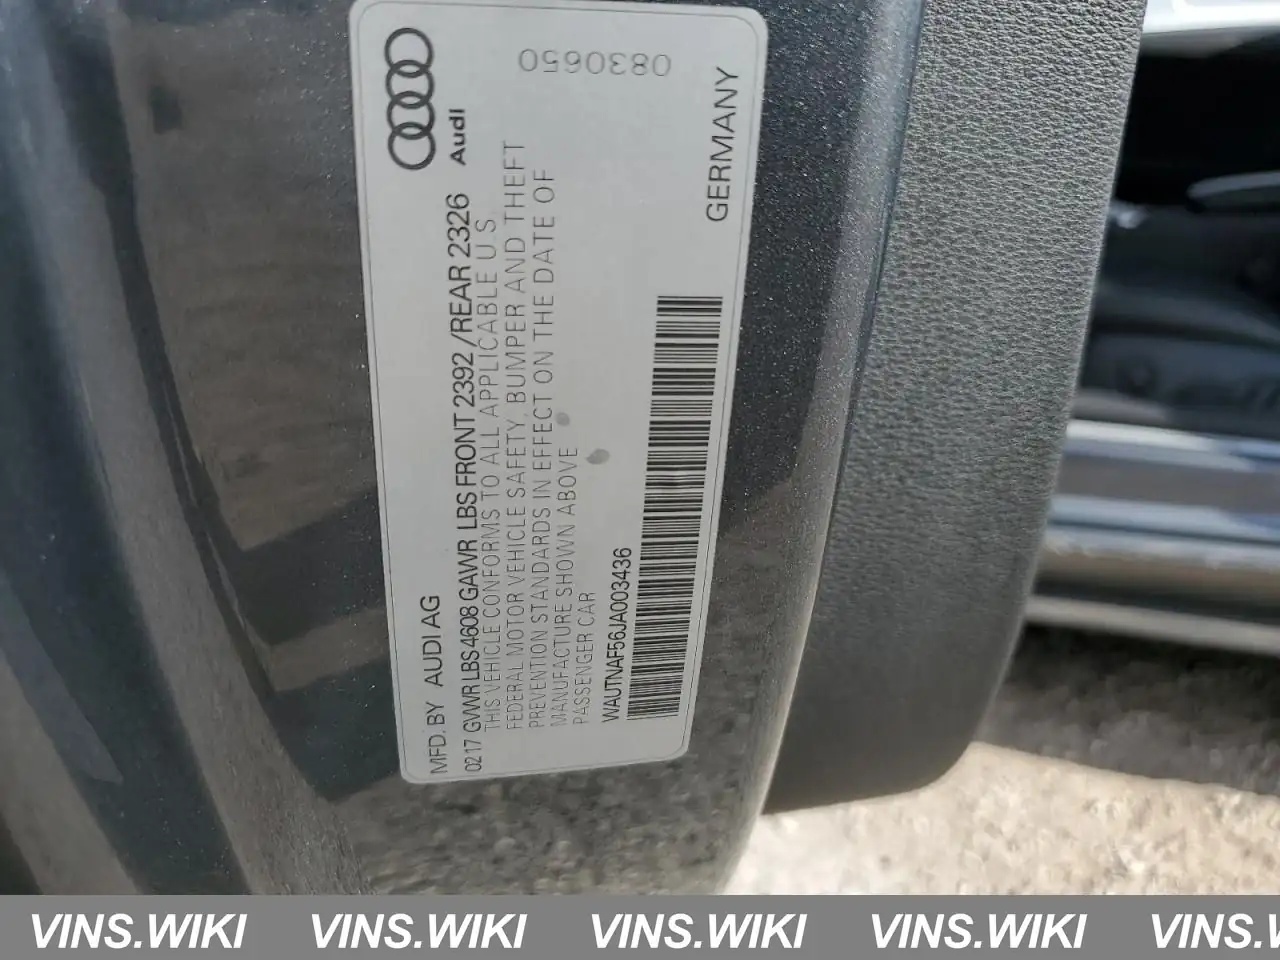 0830650
Audi
MFD. BY AUDI AG
0217 GVWR LBS 4608 GAWR LBS FRONT 2392 /REAR 2326
THIS VEHICLE CONFORMS TO ALL APPLICABLE U S
FEDERAL MOTOR VEHICLE SAFETY, BUMPER AND THEFT
PREVENTION STANDARDS IN EFFECT ON THE DATE OF
MANUFACTURE SHOWN ABOVE
PASSENGER CAR
WAUTNAF56JA003436
GERMANY
VINS.WIKI VINS.WIKI VINS.WIKI VINS.WIKI VINS.W